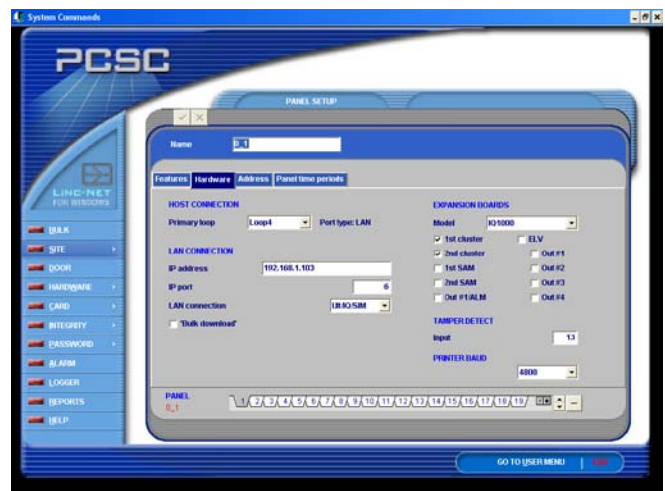 System Commands
PCSC
PANEL SETUP
Name 0_1
Features Hardware Address Panel time periods
HOST CONNECTION
Primary loop Loop4 Port type: LAN
LAN CONNECTION
IP address 192.168.1.103
IP port 6
LAN connection Ult IQ/SIM
'Bulk download'
EXPANSION BOARDS
Model IQ1000
1st cluster ELV
2nd cluster Out #1
1st SAM Out #2
2nd SAM Out #3
Out #1/ALM Out #4
TAMPER DETECT
Input 13
PRINTER BAUD
4800
LINC-NET
FOR WINDOWS
BULK
SITE
DOOR
HARDWARE
CARD
INTEGRITY
PASSWORD
ALARM
LOGGER
REPORTS
HELP
PANEL
0_1
1 2 3 4 5 6 7 8 9 10 11 12 13 14 15 16 17 18 19
GO TO USER MENU |